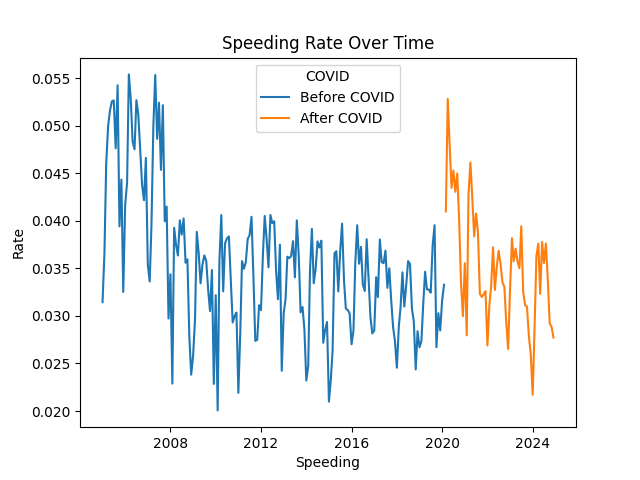 Speeding Rate Over Time
COVID
Before COVID
After COVID
Rate
0.055
0.050
0.045
0.040
0.035
0.030
0.025
0.020
2008
2012
2016
2020
2024
Speeding